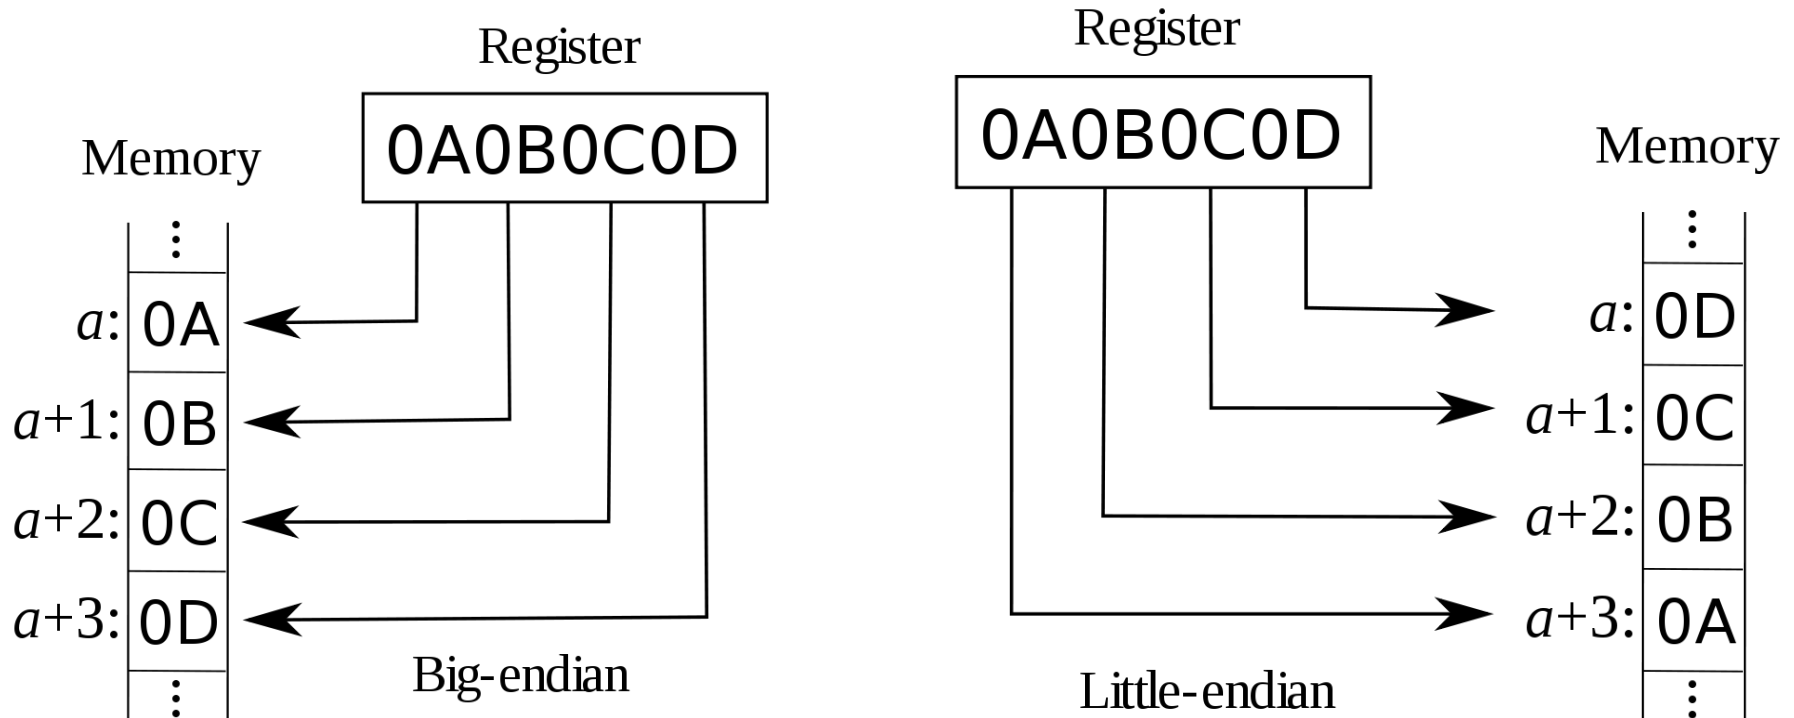 Register
0A0B0C0D
Memory
a: 0A
a+1: 0B
a+2: 0C
a+3: 0D
Big-endian
Register
0A0B0C0D
Memory
a: 0D
a+1: 0C
a+2: 0B
a+3: 0A
Little-endian